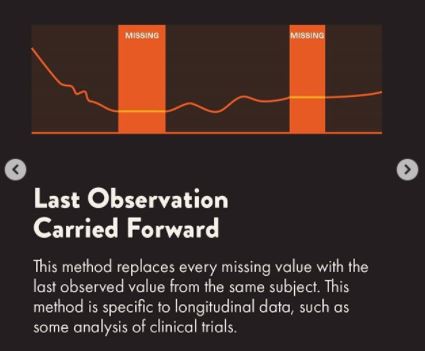 MISSING
MISSING
Last Observation
Carried Forward
This method replaces every missing value with the
last observed value from the same subject. This
method is specific to longitudinal data, such as
some analysis of clinical trials.